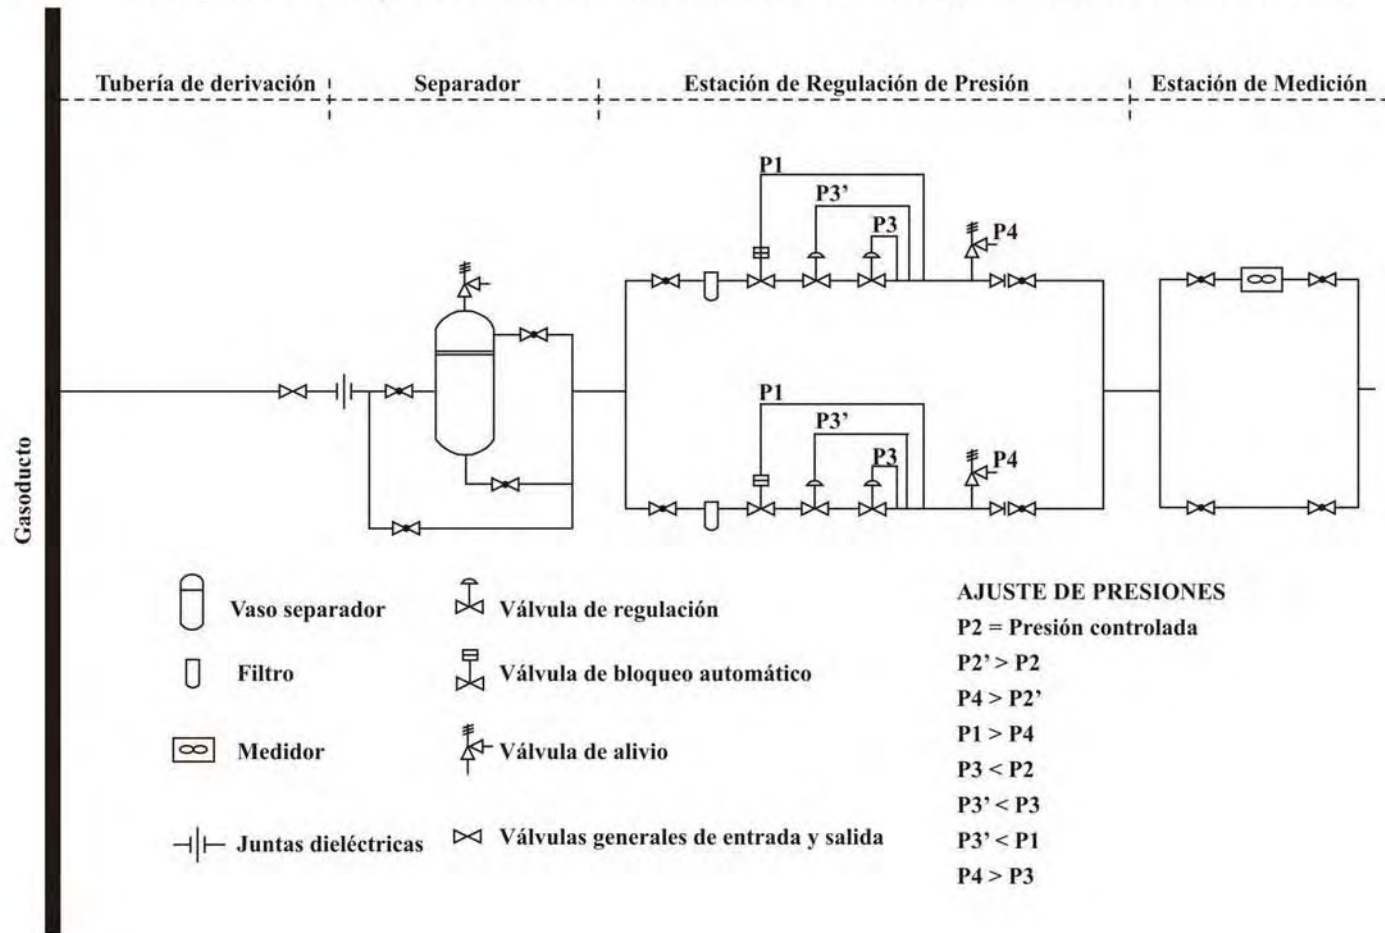 Tubería de derivación
Separador
Estación de Regulación de Presión
Estación de Medición
P1
P3’
P3
P4
P1
P3’
P3
P4
Gasoducto
Vaso separador
Válvula de regulación
Filtro
Válvula de bloqueo automático
Medidor
Válvula de alivio
Juntas dieléctricas
Válvulas generales de entrada y salida
AJUSTE DE PRESIONES
P2 = Presión controlada
P2’ > P2
P4 > P2’
P1 > P4
P3 < P2
P3’ < P3
P3’ < P1
P4 > P3